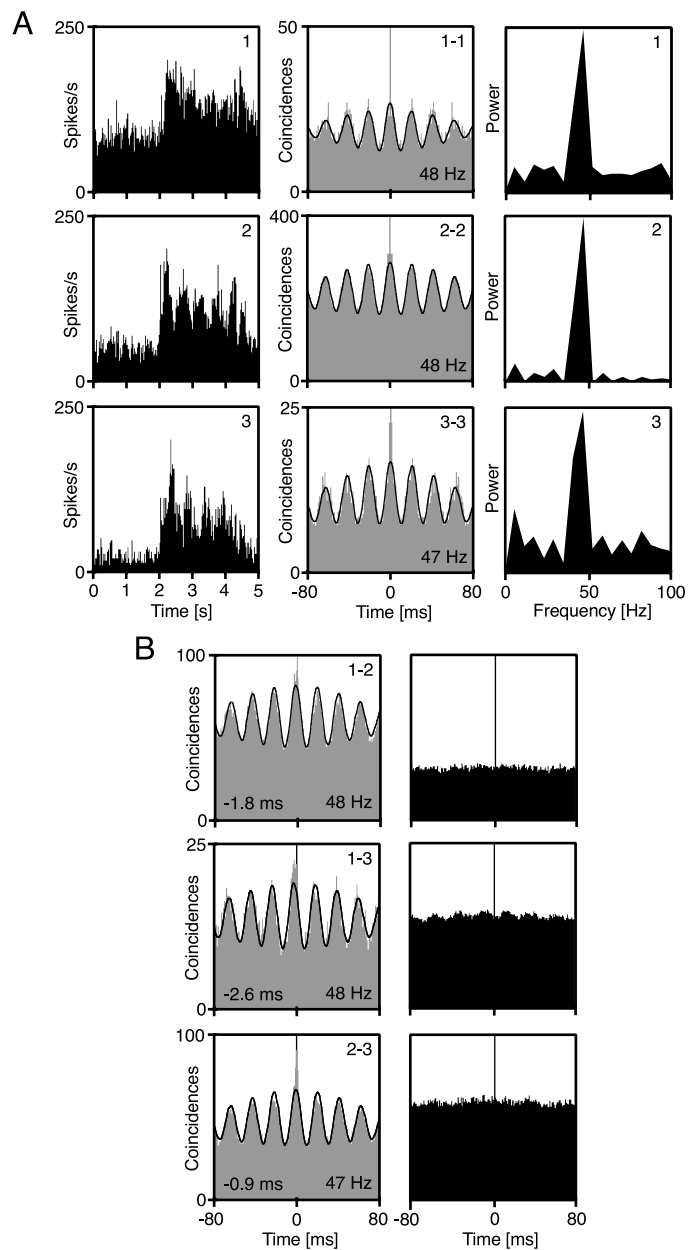 A
250
Spikes/s
0
1
50
Coincidences
0
1-1
48 Hz
-80
0
80
Power
1
250
Spikes/s
0
2
400
Coincidences
0
2-2
48 Hz
Power
2
250
Spikes/s
0
3
0 1 2 3 4 5
Time [s]
25
Coincidences
0
3-3
47 Hz
-80 0 80
Time [ms]
Power
3
0 50 100
Frequency [Hz]
B
100
Coincidences
0
1-2
-1.8 ms 48 Hz
25
Coincidences
0
1-3
-2.6 ms 48 Hz
100
Coincidences
0
2-3
-0.9 ms 47 Hz
-80 0 80
Time [ms]
-80 0 80
Time [ms]